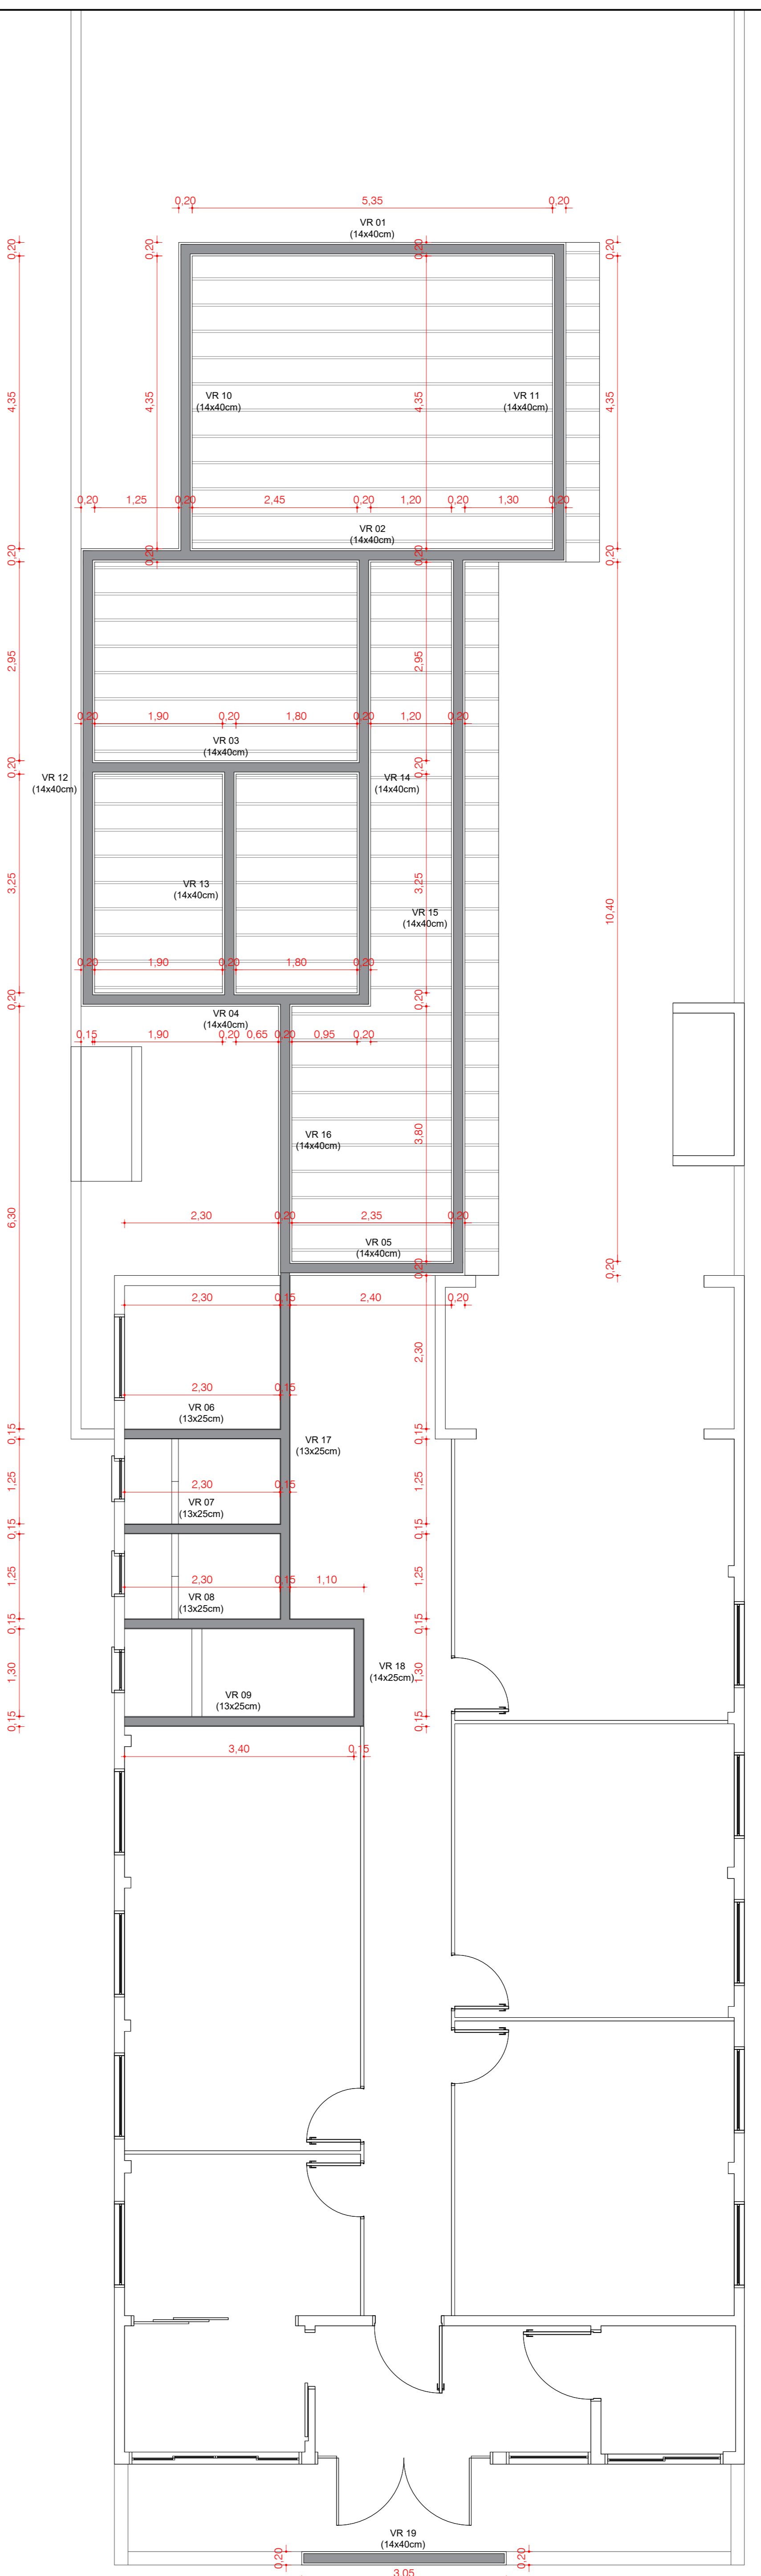 0,20 5,35 0,20
VR 01
(14x40cm)
0,20 0,20 0,20 0,20
VR 10
(14x40cm)
VR 11
(14x40cm)
4,35 4,35 4,35 4,35
0,20 1,25 0,20 2,45 0,20 1,20 0,20 1,30 0,20
VR 02
(14x40cm)
0,20 0,20 0,20 0,20
2,95 2,95
0,20 1,90 0,20 1,80 0,20 1,20 0,20
VR 03
(14x40cm)
0,20 0,20
VR 12
(14x40cm)
VR 14
(14x40cm)
VR 13
(14x40cm)
3,25 3,25
VR 15
(14x40cm)
10,40
0,20 1,90 0,20 1,80 0,20
0,20 0,20
VR 04
(14x40cm)
0,15 1,90 0,20 0,65 0,20 0,95 0,20
VR 16
(14x40cm)
3,80
6,30
2,30 0,20 2,35 0,20
VR 05
(14x40cm)
0,20 0,20
2,30 0,15 2,40 0,20
2,30
2,30 0,15
VR 06
(13x25cm)
0,15 0,15
VR 17
(13x25cm)
1,25 2,30 0,15 1,25
VR 07
(13x25cm)
0,15 0,15
1,25 2,30 0,15 1,10 1,25
VR 08
(13x25cm)
0,15 0,15
1,30 1,30
VR 18
(14x25cm)
VR 09
(13x25cm)
0,15 0,15
3,40 0,15
VR 19
(14x40cm)
0,20 0,20
3,05